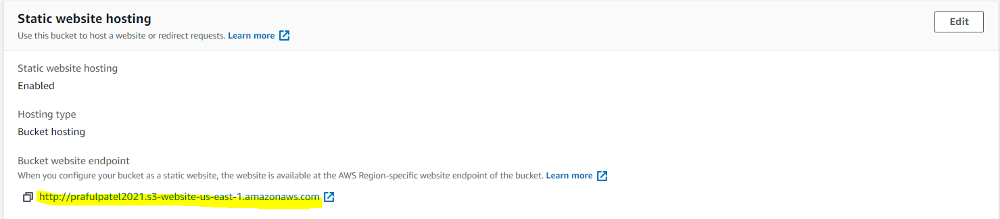 Static website hosting
Edit
Use this bucket to host a website or redirect requests. Learn more
Static website hosting
Enabled
Hosting type
Bucket hosting
Bucket website endpoint
When you configure your bucket as a static website, the website is available at the AWS Region-specific website endpoint of the bucket. Learn more
http://prafulpatel2021.s3-website-us-east-1.amazonaws.com